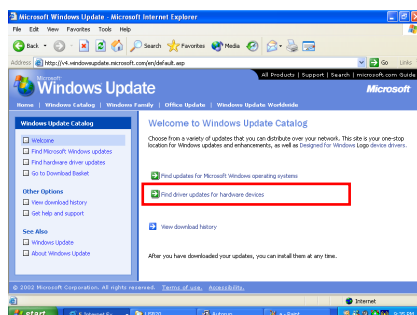 Microsoft Windows Update - Microsoft Internet Explorer
File Edit View Favorites Tools Help
Back Search Favorites Media
Address http://v4.windowsupdate.microsoft.com/en/default.asp Go Links
All Products | Support | Search | microsoft.com Guide
Microsoft
Windows Update
Microsoft
Home | Windows Catalog | Windows Family | Office Update | Windows Update Worldwide
Windows Update Catalog
Welcome
Find Microsoft Windows updates
Find hardware driver updates
Go to Download Basket
Other Options
View download history
Get help and support
See Also
Windows Update
About Windows Update
Welcome to Windows Update Catalog
Choose from a variety of updates that you can distribute over your network. This site is your one-stop
location for Windows updates and enhancements, as well as Designed for Windows Logo device drivers.
Find updates for Microsoft Windows operating systems
Find driver updates for hardware devices
View download history
After you have downloaded your updates, you can install them at any time.
© 2002 Microsoft Corporation. All rights reserved. Terms of use. Accessibility.
Internet
start
USB20
Autorun
Paint
9:35 PM